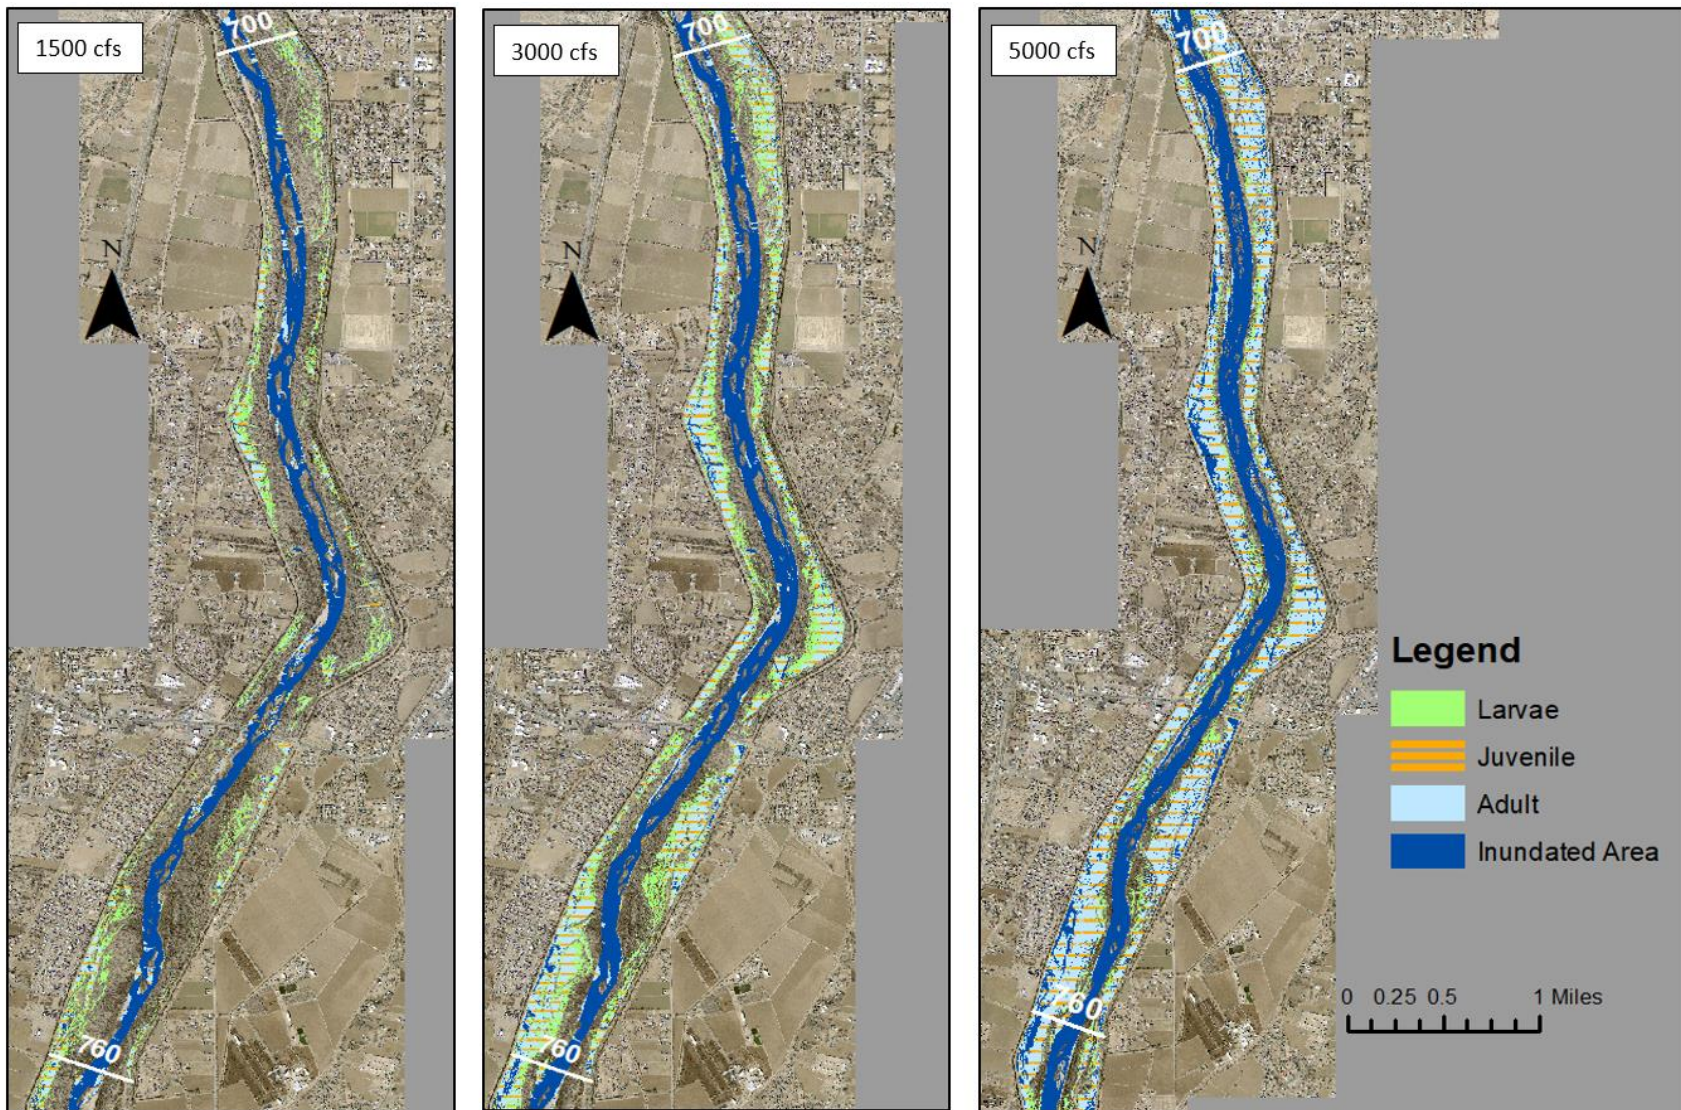 1500 cfs
700
N
760
3000 cfs
700
N
760
5000 cfs
700
N
760
Legend
Larvae
Juvenile
Adult
Inundated Area
0 0.25 0.5 1 Miles